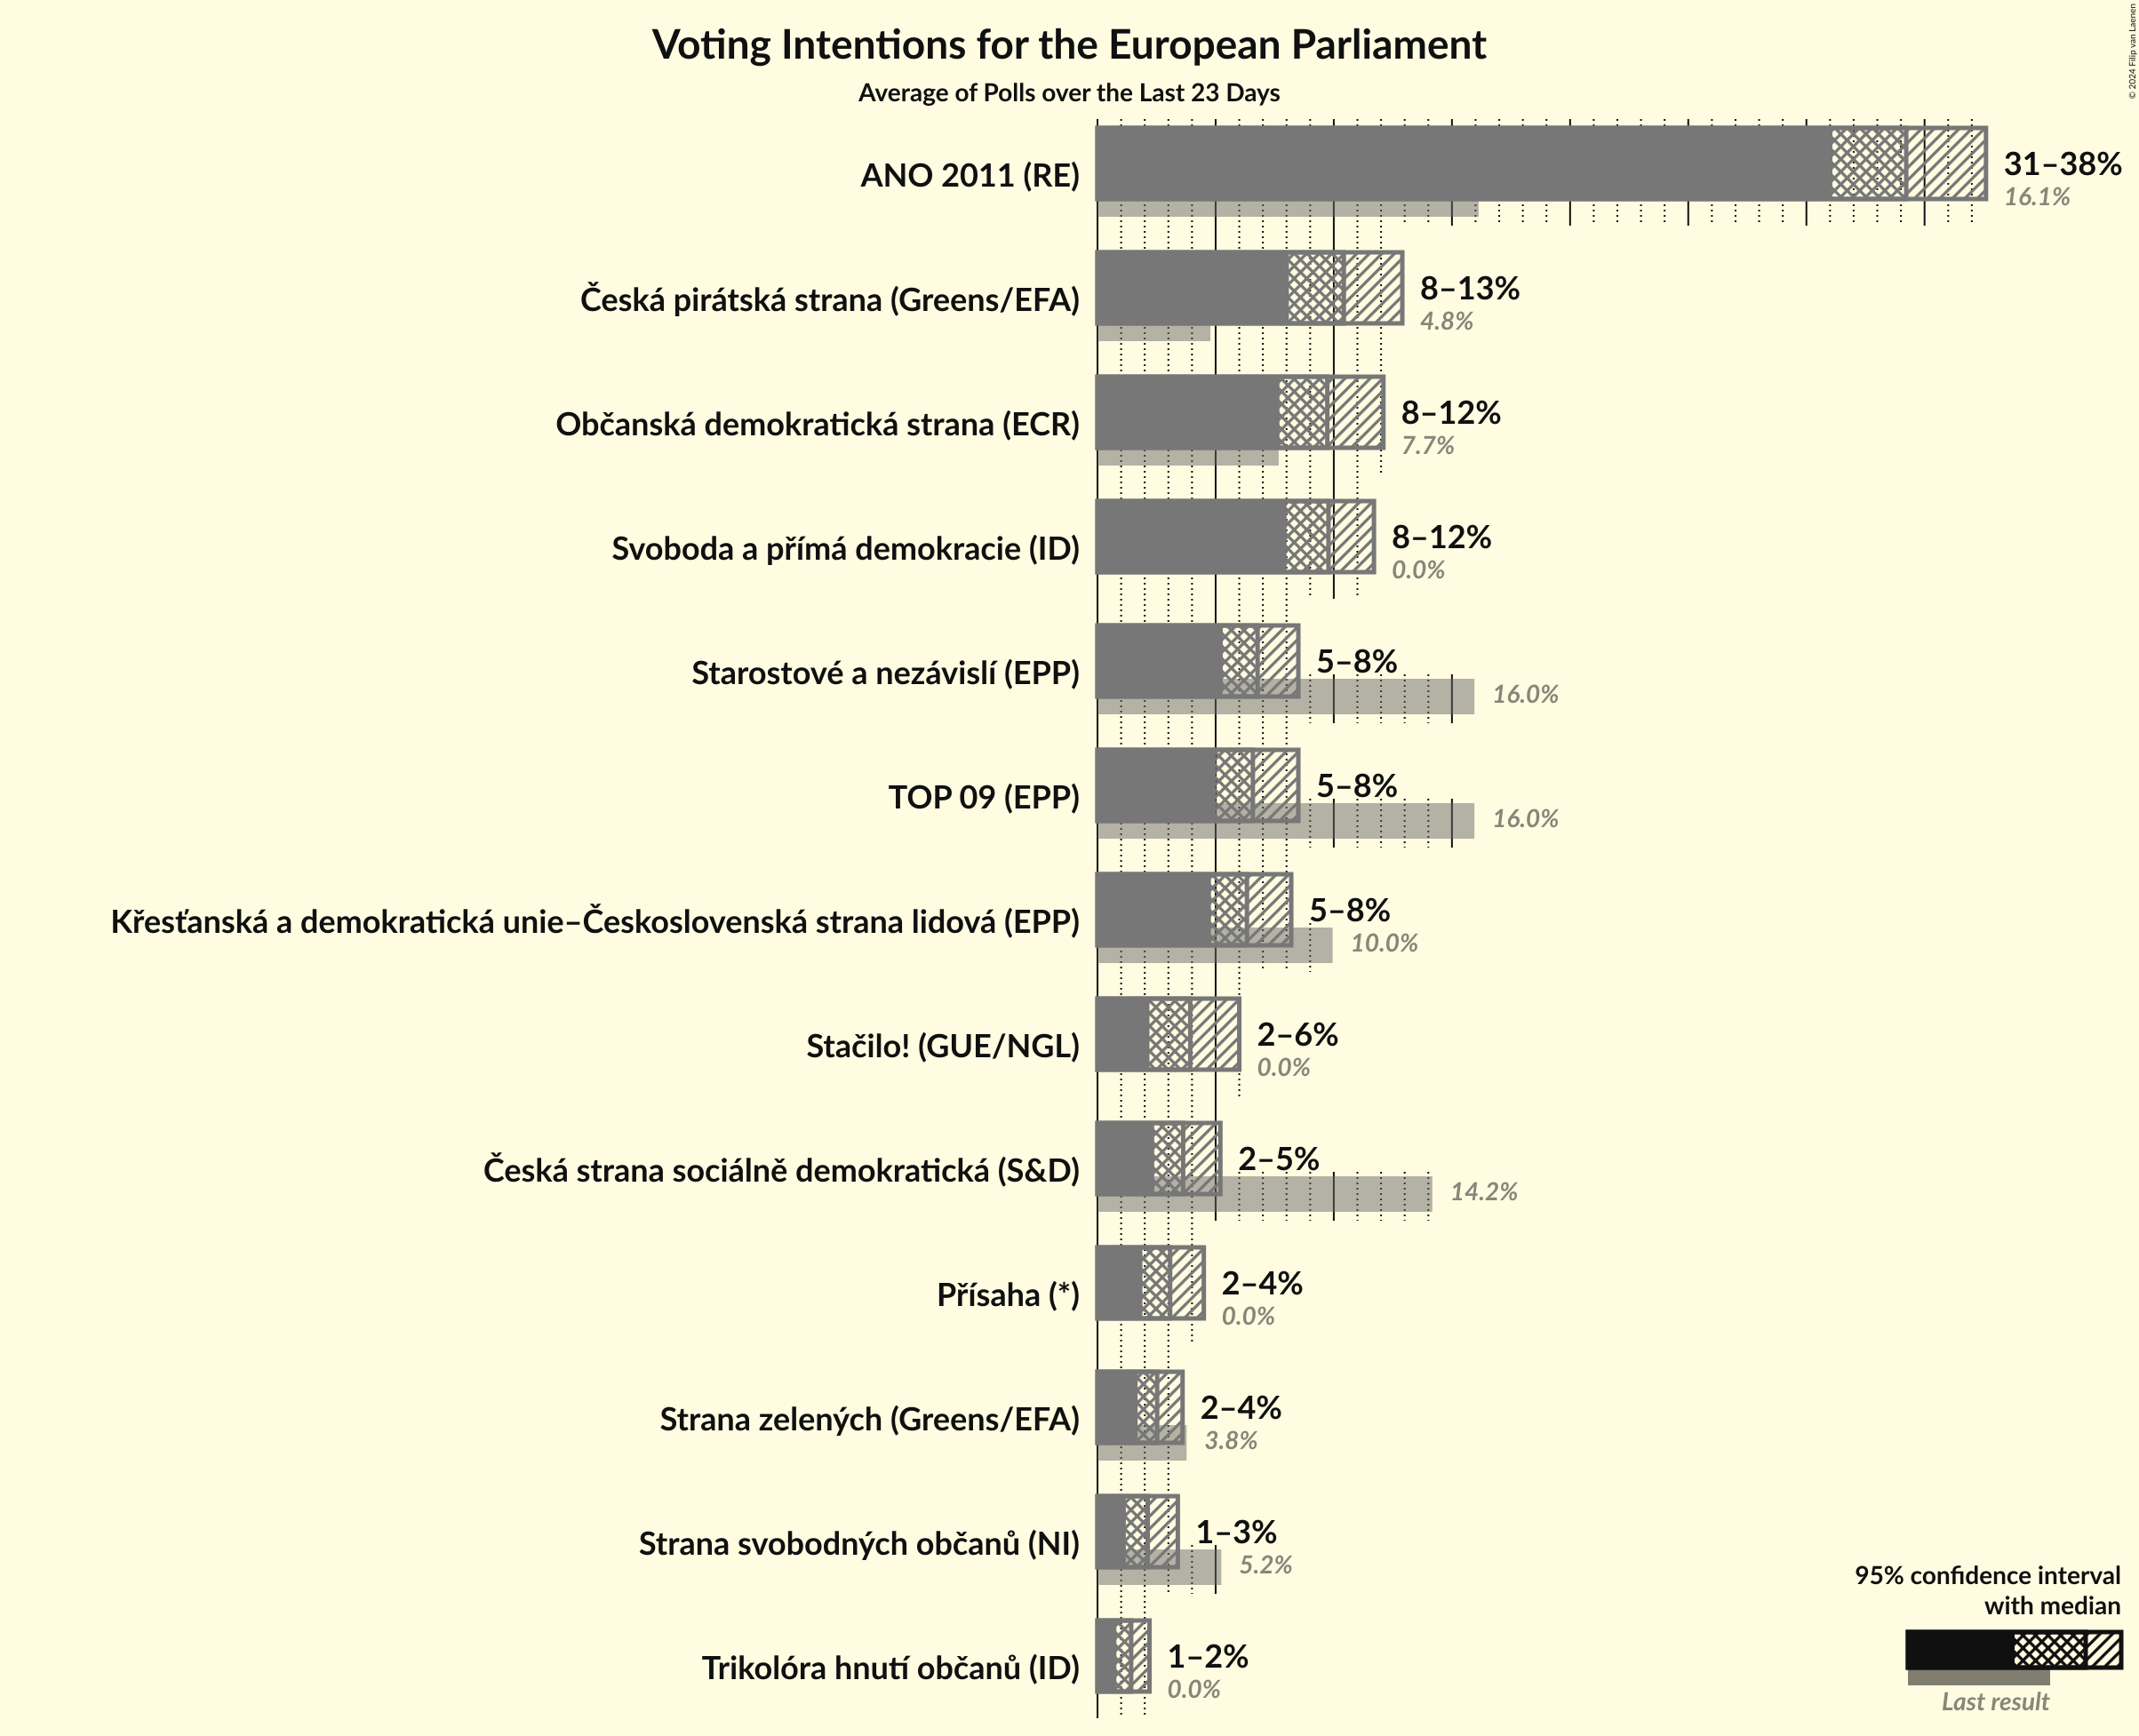 Voting Intentions for the European Parliament
Average of Polls over the Last 23 Days
© 2024 Filip van Laenen
ANO 2011 (RE)
31–38%
16.1%
Česká pirátská strana (Greens/EFA)
8–13%
4.8%
Občanská demokratická strana (ECR)
8–12%
7.7%
Svoboda a přímá demokracie (ID)
8–12%
0.0%
Starostové a nezávislí (EPP)
5–8%
16.0%
TOP 09 (EPP)
5–8%
16.0%
Křesťanská a demokratická unie–Československá strana lidová (EPP)
5–8%
10.0%
Stačilo! (GUE/NGL)
2–6%
0.0%
Česká strana sociálně demokratická (S&D)
2–5%
14.2%
Přísaha (*)
2–4%
0.0%
Strana zelených (Greens/EFA)
2–4%
3.8%
Strana svobodných občanů (NI)
1–3%
5.2%
Trikolóra hnutí občanů (ID)
1–2%
0.0%
95% confidence interval
with median
Last result